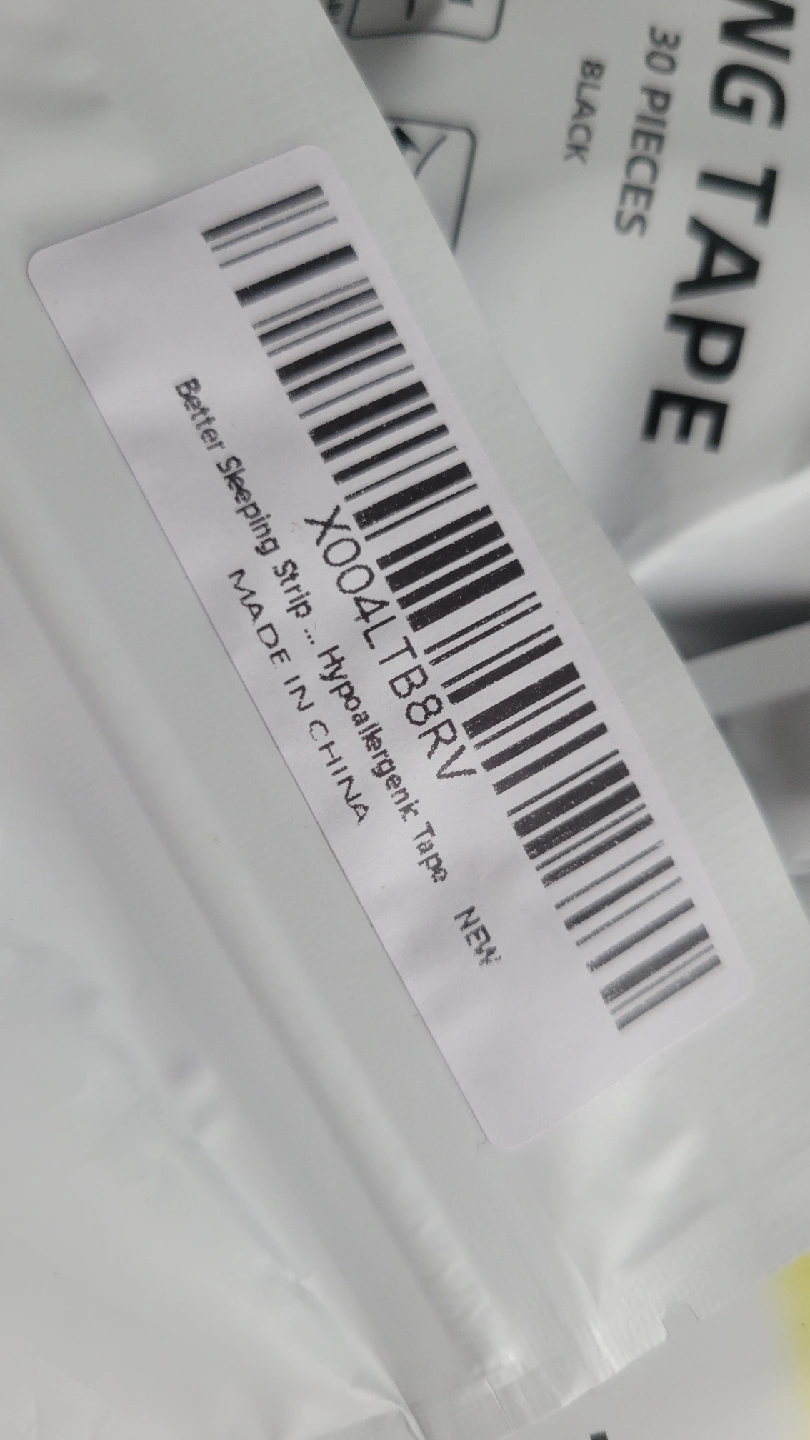 NG TAPE
30 PIECES
BLACK
X004LTB8RV
Better Sleeping Strip ... Hypoallergenic Tape NEW
MADE IN CHINA